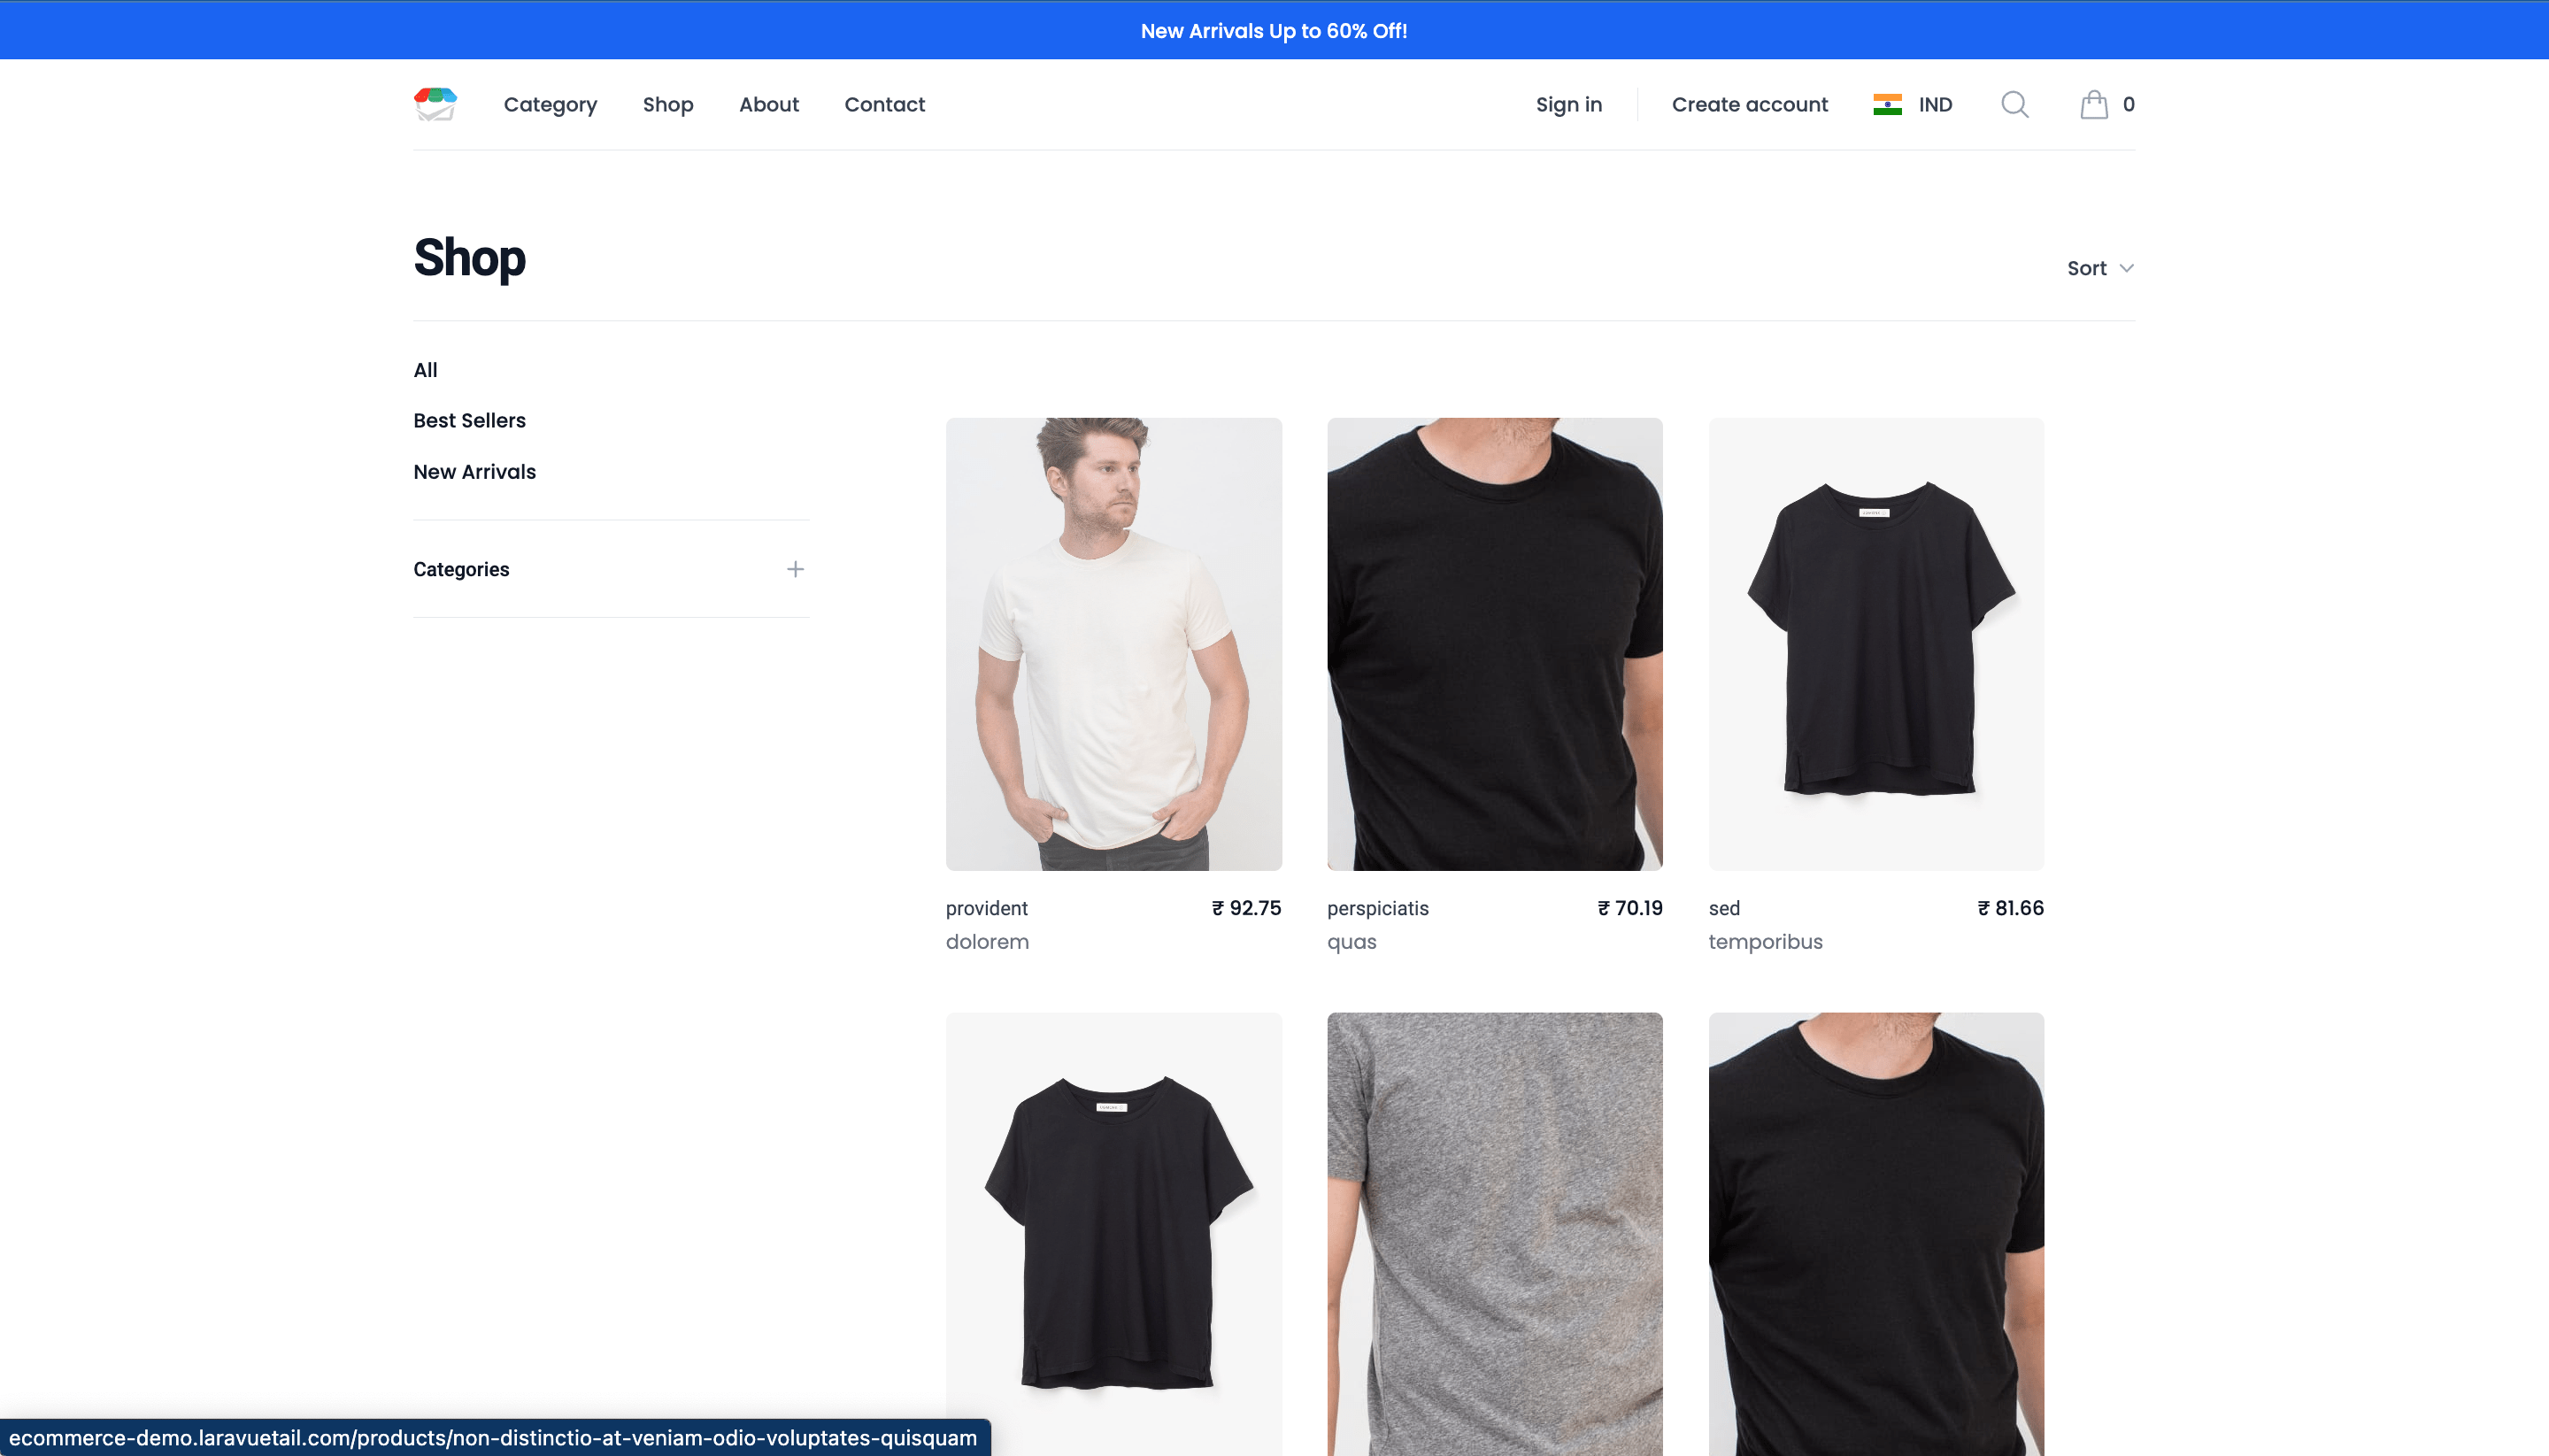 New Arrivals Up to 60% Off!
Category Shop About Contact Sign in Create account IND 0
Shop
Sort
All
Best Sellers
New Arrivals
Categories
provident ₹ 92.75 perspiciatis ₹ 70.19 sed ₹ 81.66
dolorem quas temporibus
ecommerce-demo.laravuetail.com/products/non-distinctio-at-veniam-odio-voluptates-quisquam